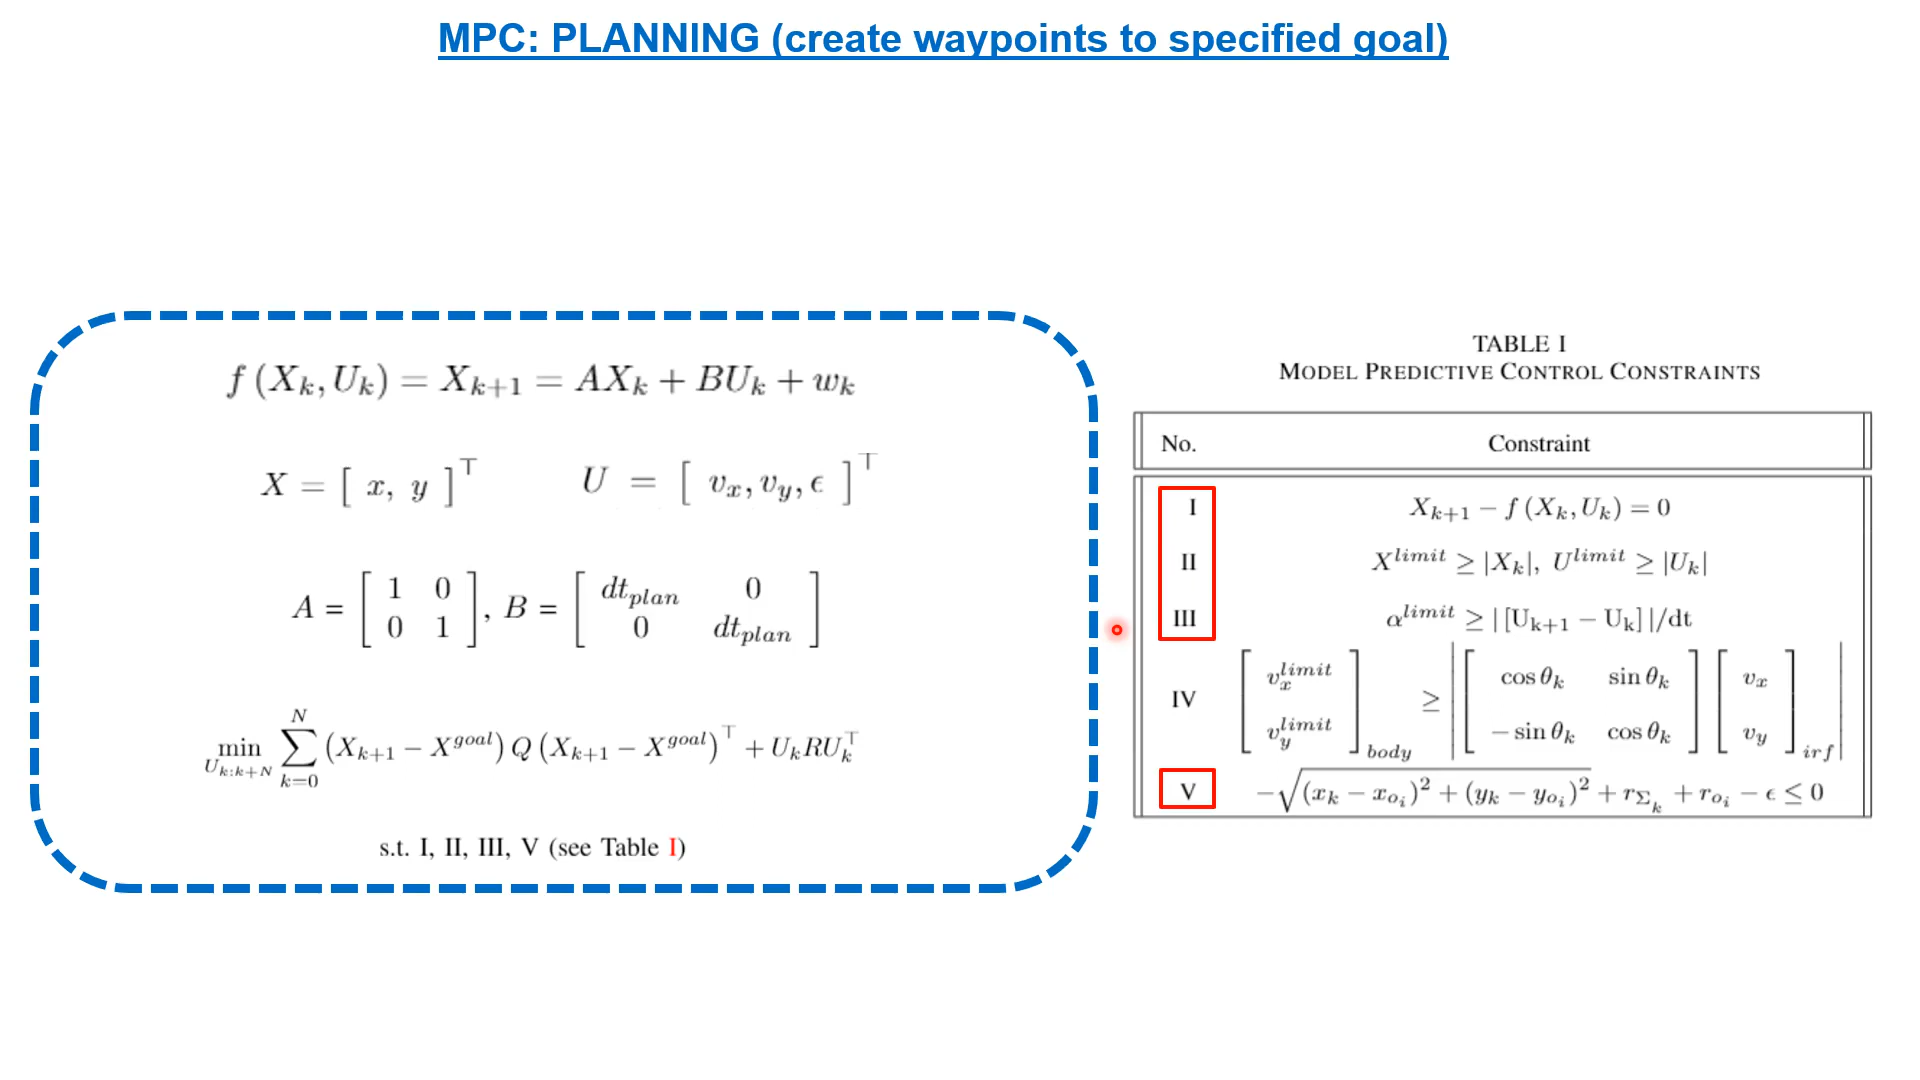 MPC: PLANNING (create waypoints to specified goal)
f (X_k, U_k) = X_{k+1} = AX_k + BU_k + w_k
X = [ x, y ]^⊤ U = [ v_x, v_y, ϵ ]^⊤
A = [ 1 0 ; 0 1 ], B = [ dt_{plan} 0 ; 0 dt_{plan} ]
min_{U_{k:k+N}} ∑_{k=0}^{N} (X_{k+1} − X^{goal}) Q (X_{k+1} − X^{goal})^⊤ + U_k R U_k^⊤
s.t. I, II, III, V (see Table I)
TABLE I
MODEL PREDICTIVE CONTROL CONSTRAINTS
No. Constraint
I X_{k+1} − f (X_k, U_k) = 0
II X^{limit} ≥ |X_k|, U^{limit} ≥ |U_k|
III α^{limit} ≥ | [U_{k+1} − U_k] |/dt
IV [ v_x^{limit} ; v_y^{limit} ]_{body} ≥ | [ cos θ_k sin θ_k ; − sin θ_k cos θ_k ] [ v_x ; v_y ]_{irf} |
V −√((x_k − x_{o_i})^2 + (y_k − y_{o_i})^2) + r_{Σ_k} + r_{o_i} − ϵ ≤ 0